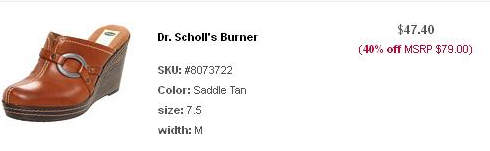 Dr. Scholl's Burner
$47.40
(40% off MSRP $79.00)
SKU: #8073722
Color: Saddle Tan
size: 7.5
width: M